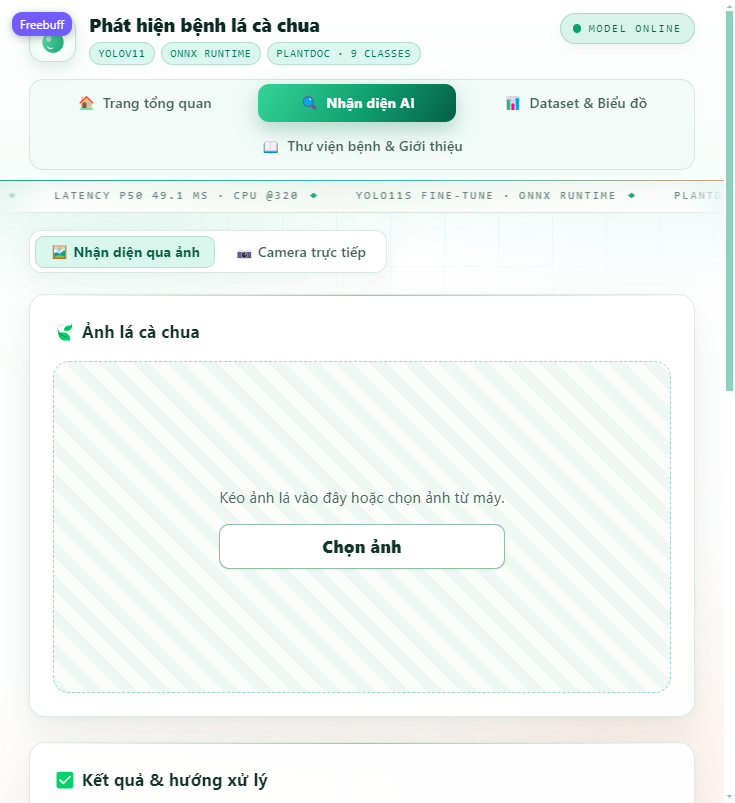 Freebuff
Phát hiện bệnh lá cà chua
YOLOV11 ONNX RUNTIME PLANTDOC · 9 CLASSES
MODEL ONLINE
Trang tổng quan
Nhận diện AI
Dataset & Biểu đồ
Thư viện bệnh & Giới thiệu
LATENCY P50 49.1 MS · CPU @320 ◆ YOLO11S FINE-TUNE · ONNX RUNTIME ◆
Nhận diện qua ảnh
Camera trực tiếp
Ảnh lá cà chua
Kéo ảnh lá vào đây hoặc chọn ảnh từ máy.
Chọn ảnh
Kết quả & hướng xử lý